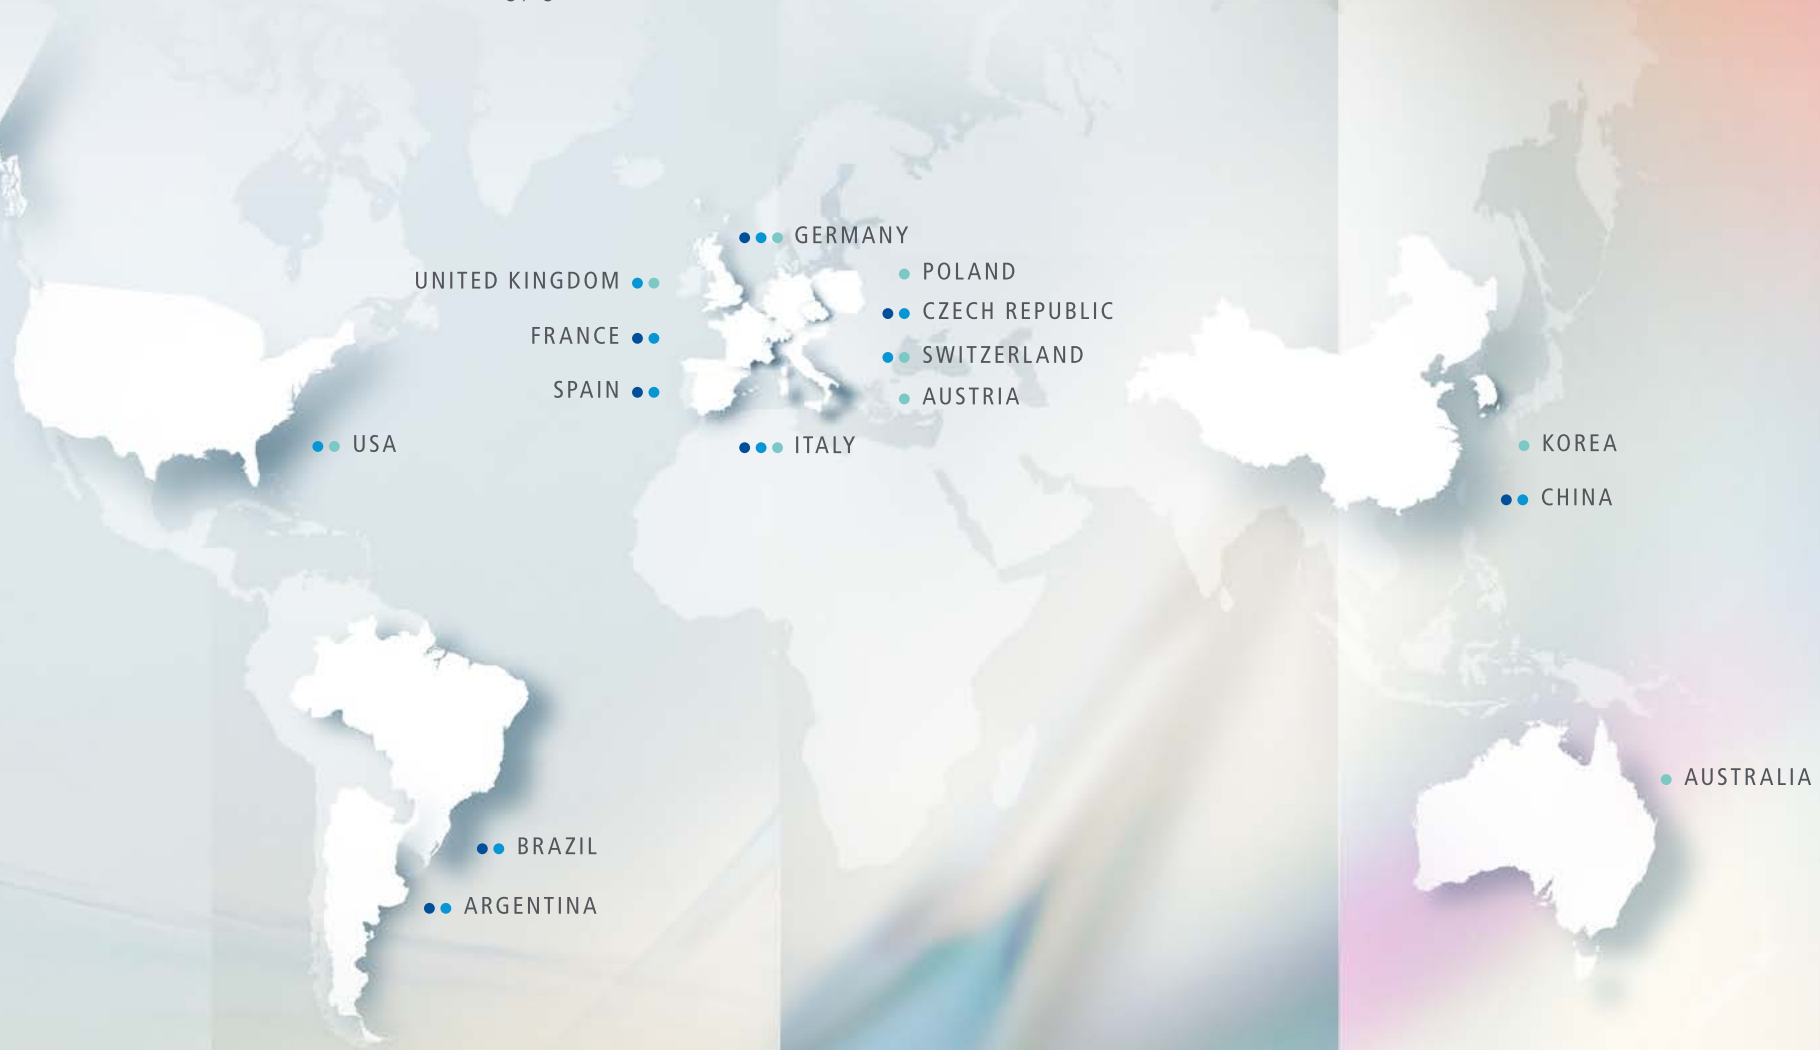 GERMANY
POLAND
UNITED KINGDOM
CZECH REPUBLIC
FRANCE
SWITZERLAND
SPAIN
AUSTRIA
USA
ITALY
KOREA
CHINA
AUSTRALIA
BRAZIL
ARGENTINA